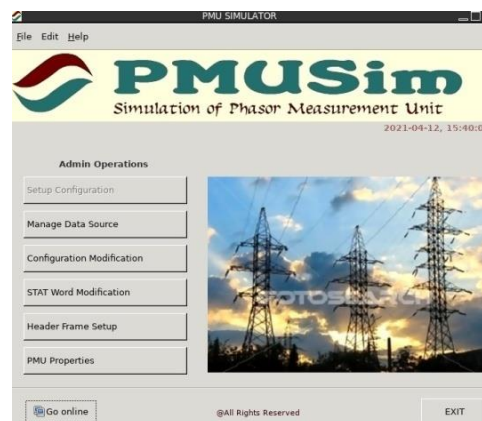 PMU SIMULATOR
File Edit Help
PMUSim
Simulation of Phasor Measurement Unit
2021-04-12, 15:40:0
Admin Operations
Setup Configuration
Manage Data Source
Configuration Modification
STAT Word Modification
Header Frame Setup
PMU Properties
FOTOSEARCH
Go online
@All Rights Reserved
EXIT